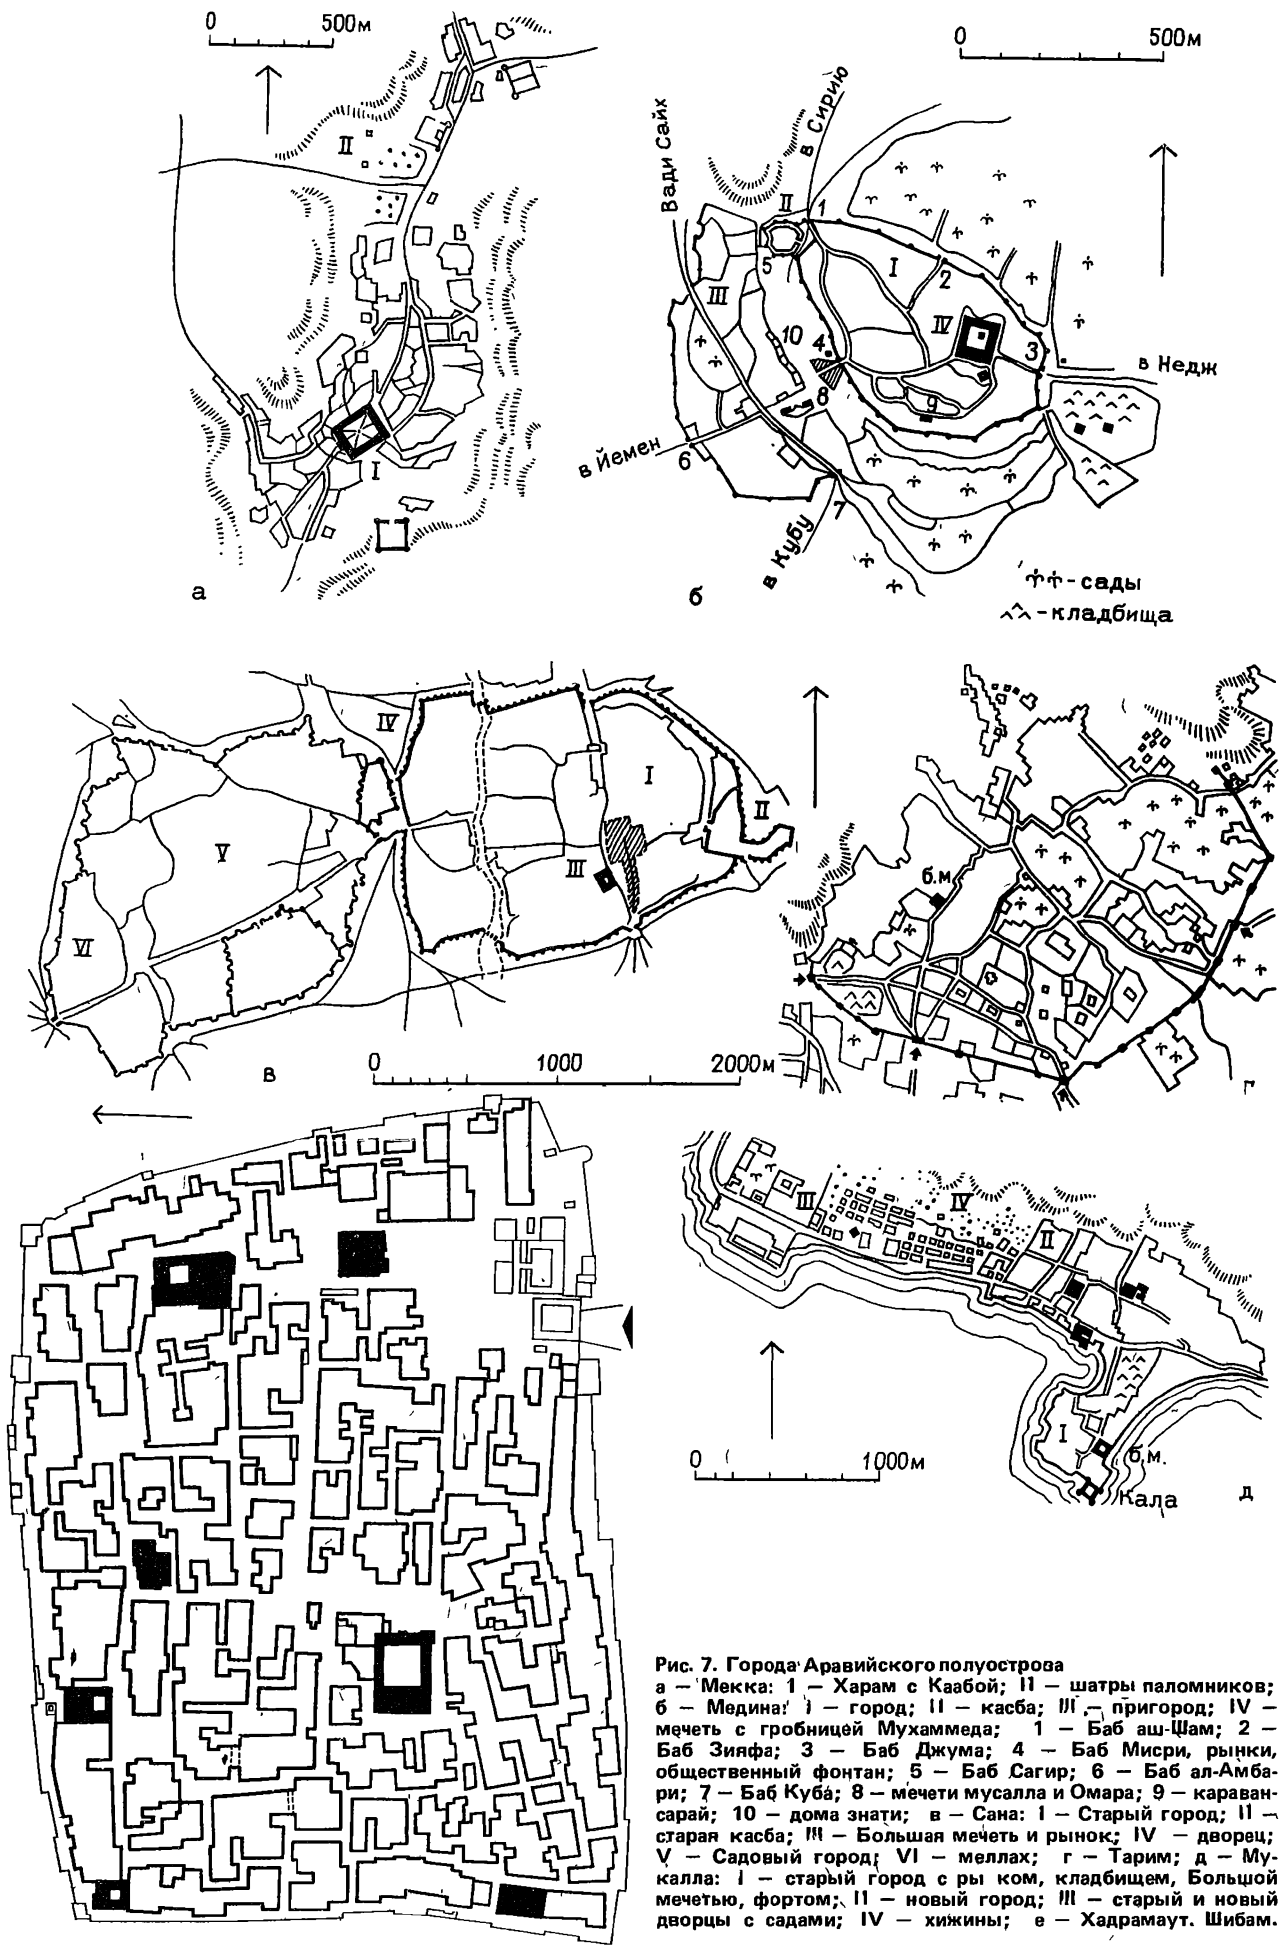 0 500м
II
I
а
0 500м
Вади Сайх
в Сирию
II
1
I
2
5
III
IV
10
4
3
в Недж
8
9
в Йемен
6
7
в Кубу
сады
кладбища
б
IV
I
II
V
III
VI
в
0 1000 2000м
б.м
г
III
IV
II
I
б.м.
Кала
0 1000м
д
Рис. 7. Города Аравийского полуострова
а — Мекка: 1 — Харам с Каабой; II — шатры паломников;
б — Медина: I — город; II — касба; III — пригород; IV —
мечеть с гробницей Мухаммеда; 1 — Баб аш-Шам; 2 —
Баб Зияфа; 3 — Баб Джума; 4 — Баб Мисри, рынки,
общественный фонтан; 5 — Баб Сагир; 6 — Баб ал-Амба-
ри; 7 — Баб Куба; 8 — мечети мусалла и Омара; 9 — караван-
сарай; 10 — дома знати; в — Сана: I — Старый город; II —
старая касба; III — Большая мечеть и рынок; IV — дворец;
V — Садовый город; VI — меллах; г — Тарим; д — Му-
калла: I — старый город с ры ком, кладбищем, Большой
мечетью, фортом; II — новый город; III — старый и новый
дворцы с садами; IV — хижины; е — Хадрамаут. Шибам.